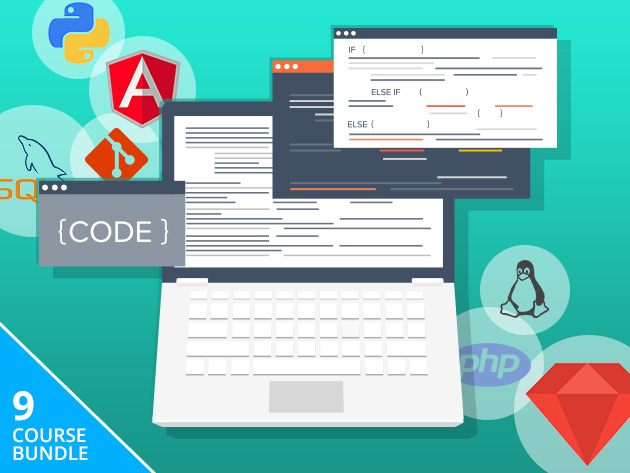 IF { }
ELSE IF { }
{ }
ELSE { }
A
SQL
{CODE }
php
9
COURSE
BUNDLE